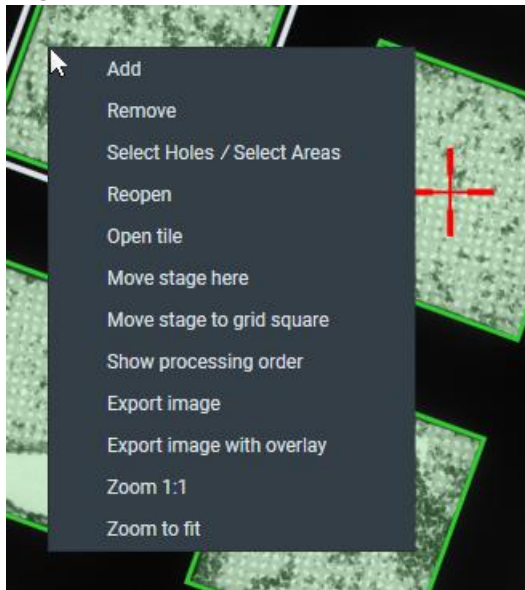 Add
Remove
Select Holes / Select Areas
Reopen
Open tile
Move stage here
Move stage to grid square
Show processing order
Export image
Export image with overlay
Zoom 1:1
Zoom to fit